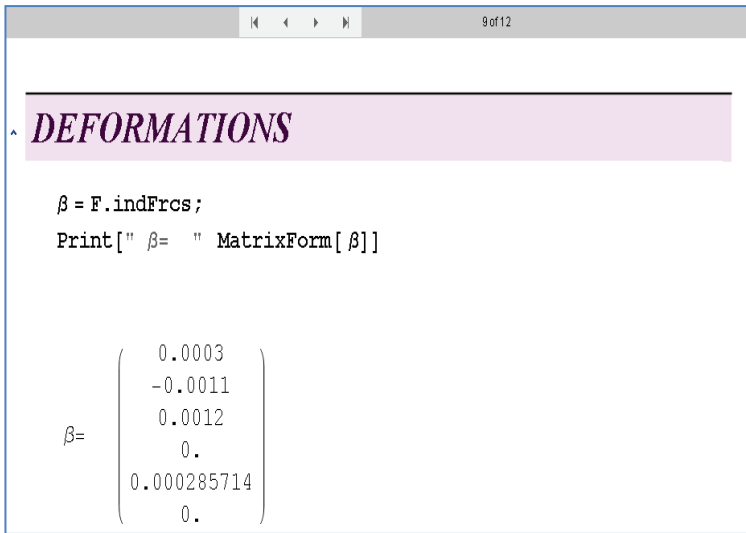 9 of 12
DEFORMATIONS
β = F.indFrcs;
Print[" β=  " MatrixForm[ β]]
0.0003
-0.0011
0.0012
β=
0.
0.000285714
0.